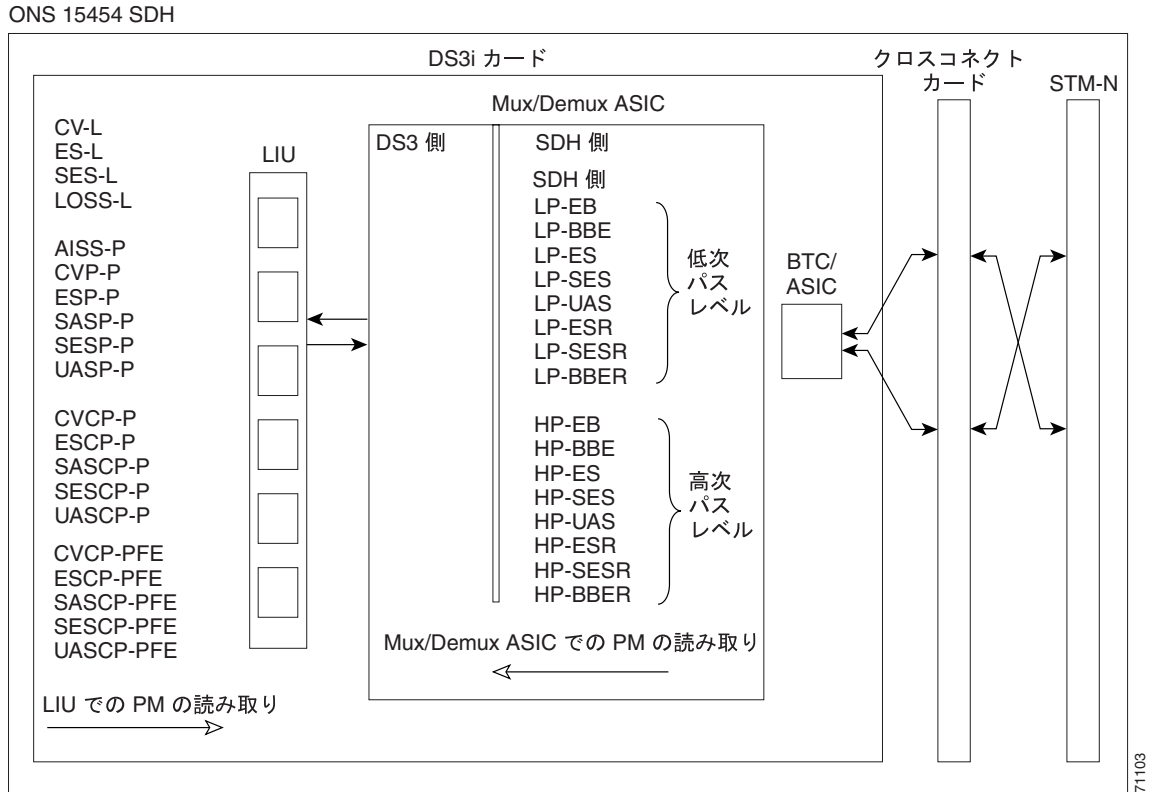 ONS 15454 SDH
DS3i カード
クロスコネクト
カード
STM-N
Mux/Demux ASIC
CV-L
ES-L
SES-L
LOSS-L
AISS-P
CVP-P
ESP-P
SASP-P
SESP-P
UASP-P
CVCP-P
ESCP-P
SASCP-P
SESCP-P
UASCP-P
CVCP-PFE
ESCP-PFE
SASCP-PFE
SESCP-PFE
UASCP-PFE
LIU での PM の読み取り
LIU
DS3 側
SDH 側
SDH 側
LP-EB
LP-BBE
LP-ES
LP-SES
LP-UAS
LP-ESR
LP-SESR
LP-BBER
低次
パス
レベル
HP-EB
HP-BBE
HP-ES
HP-SES
HP-UAS
HP-ESR
HP-SESR
HP-BBER
高次
パス
レベル
Mux/Demux ASIC での PM の読み取り
BTC/
ASIC
71103